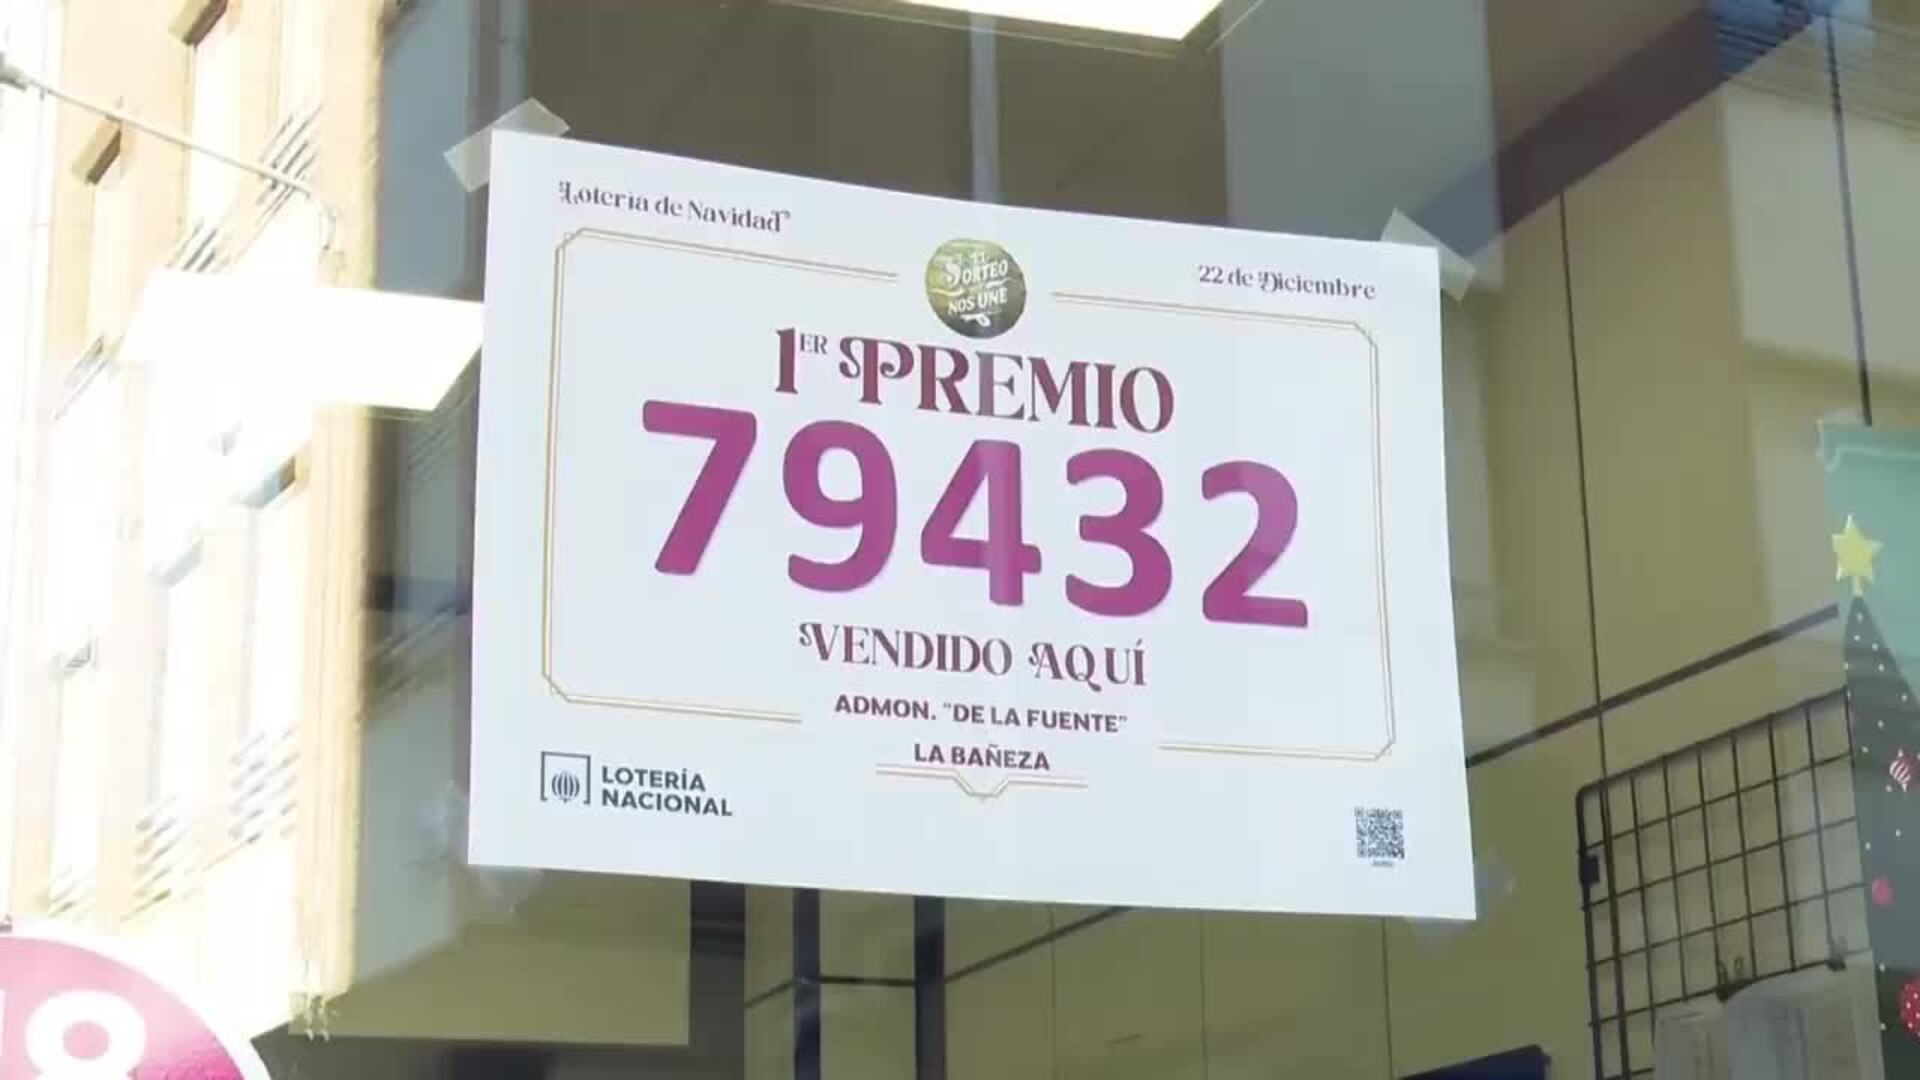 Lotería de Navidad
22 de Diciembre
EL
SORTEO
NOS UNE
1ER PREMIO
79432
VENDIDO AQUÍ
ADMON. "DE LA FUENTE"
LA BAÑEZA
LOTERÍA
NACIONAL
8